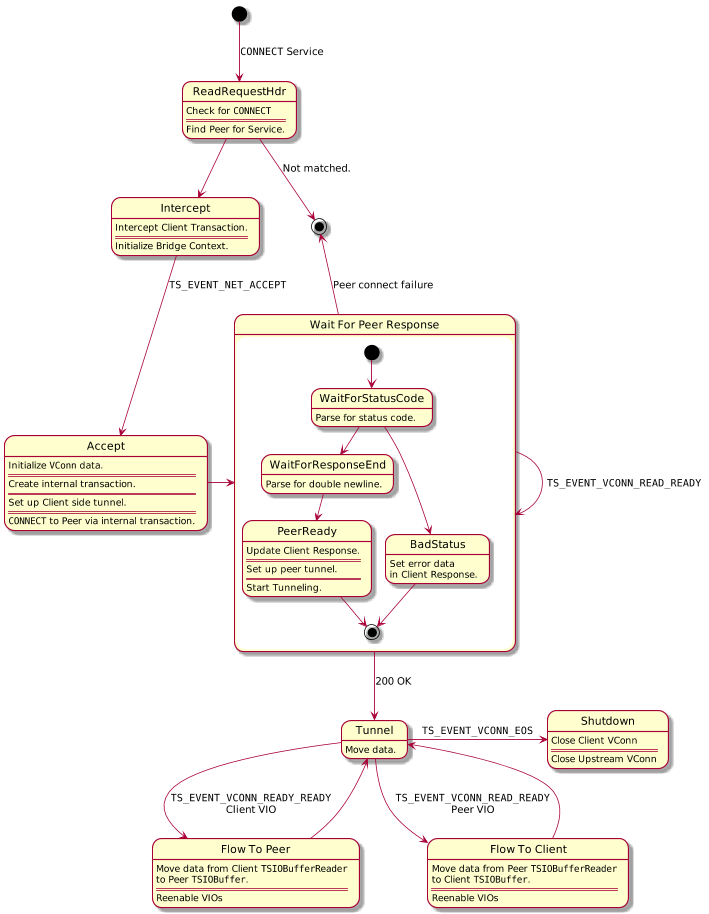 CONNECT Service
ReadRequestHdr
Check for CONNECT
Find Peer for Service.
Not matched.
Intercept
Intercept Client Transaction.
Initialize Bridge Context.
TS_EVENT_NET_ACCEPT
Peer connect failure
Wait For Peer Response
WaitForStatusCode
Parse for status code.
Accept
Initialize VConn data.
Create internal transaction.
Set up Client side tunnel.
CONNECT to Peer via internal transaction.
WaitForResponseEnd
Parse for double newline.
TS_EVENT_VCONN_READ_READY
PeerReady
Update Client Response.
Set up peer tunnel.
Start Tunneling.
BadStatus
Set error data
in Client Response.
200 OK
Tunnel
Move data.
TS_EVENT_VCONN_EOS
Shutdown
Close Client VConn
Close Upstream VConn
TS_EVENT_VCONN_READY_READY
Client VIO
TS_EVENT_VCONN_READ_READY
Peer VIO
Flow To Peer
Move data from Client TSIOBufferReader
to Peer TSIOBuffer.
Reenable VIOs
Flow To Client
Move data from Peer TSIOBufferReader
to Client TSIOBuffer.
Reenable VIOs